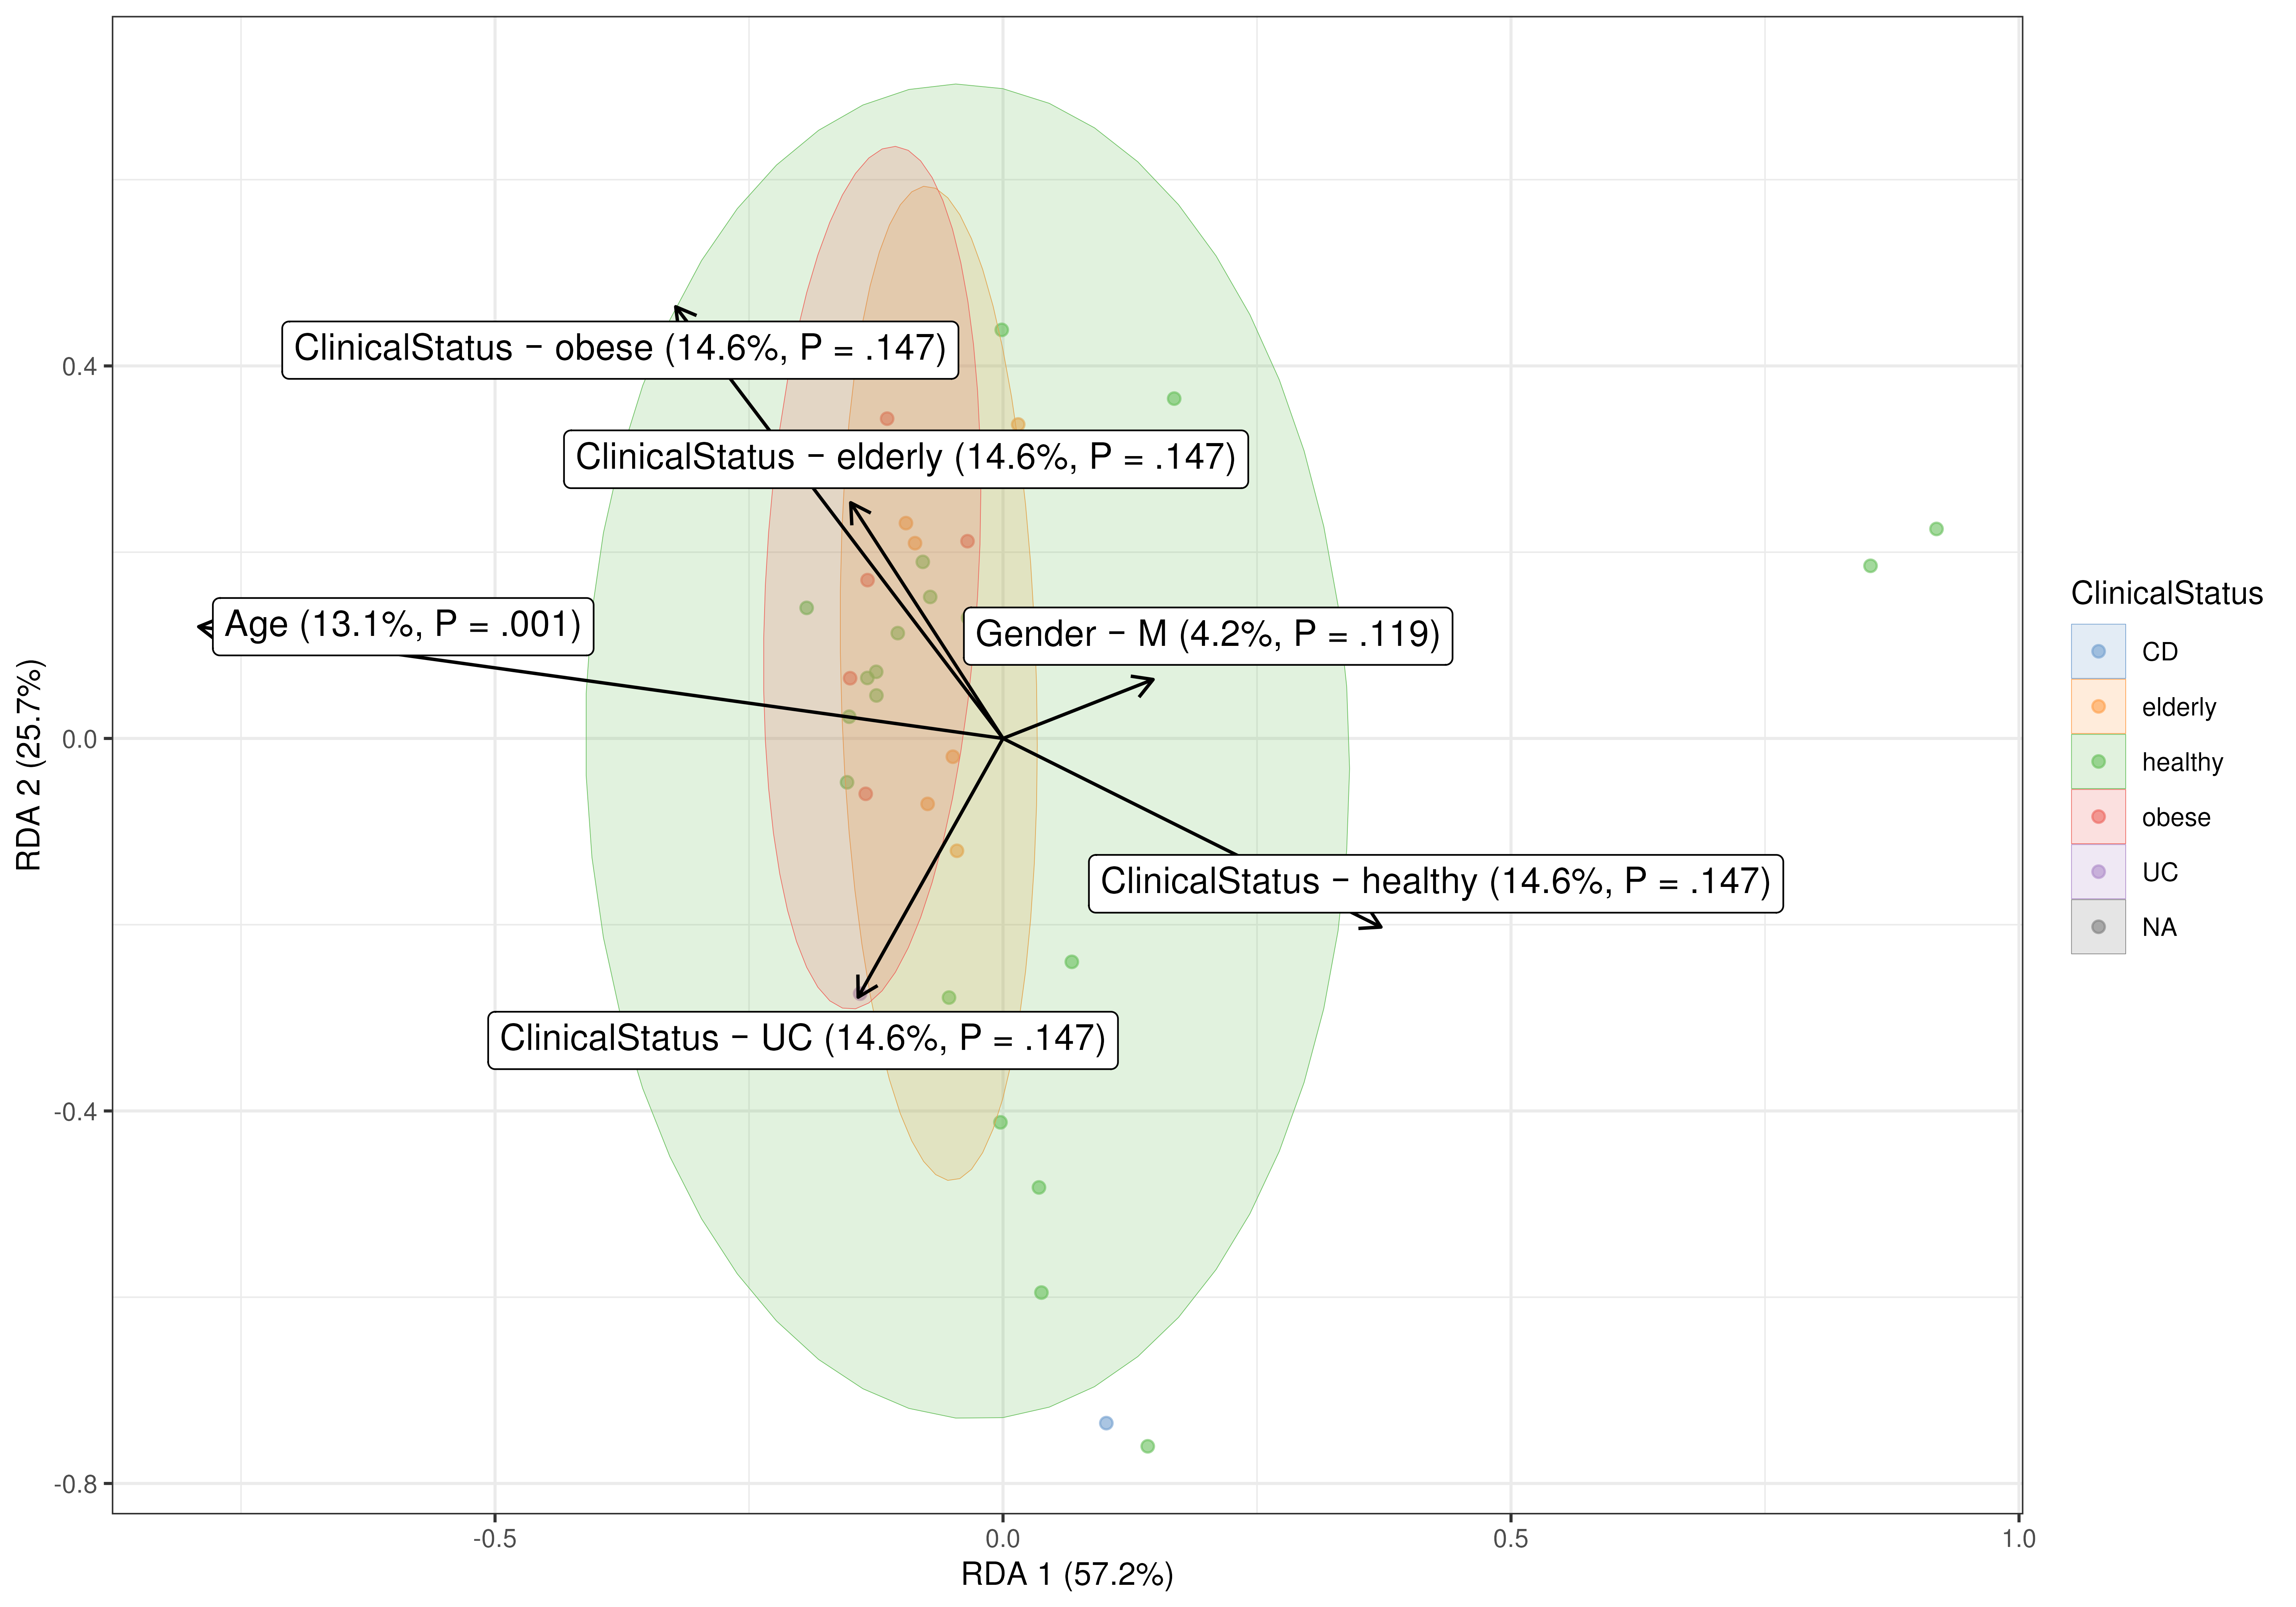 ClinicalStatus − obese (14.6%, P = .147)
ClinicalStatus − elderly (14.6%, P = .147)
Age (13.1%, P = .001)
Gender − M (4.2%, P = .119)
ClinicalStatus − healthy (14.6%, P = .147)
ClinicalStatus − UC (14.6%, P = .147)
0.4
0.0
-0.4
-0.8
RDA 2 (25.7%)
-0.5
0.0
0.5
1.0
RDA 1 (57.2%)
ClinicalStatus
CD
elderly
healthy
obese
UC
NA